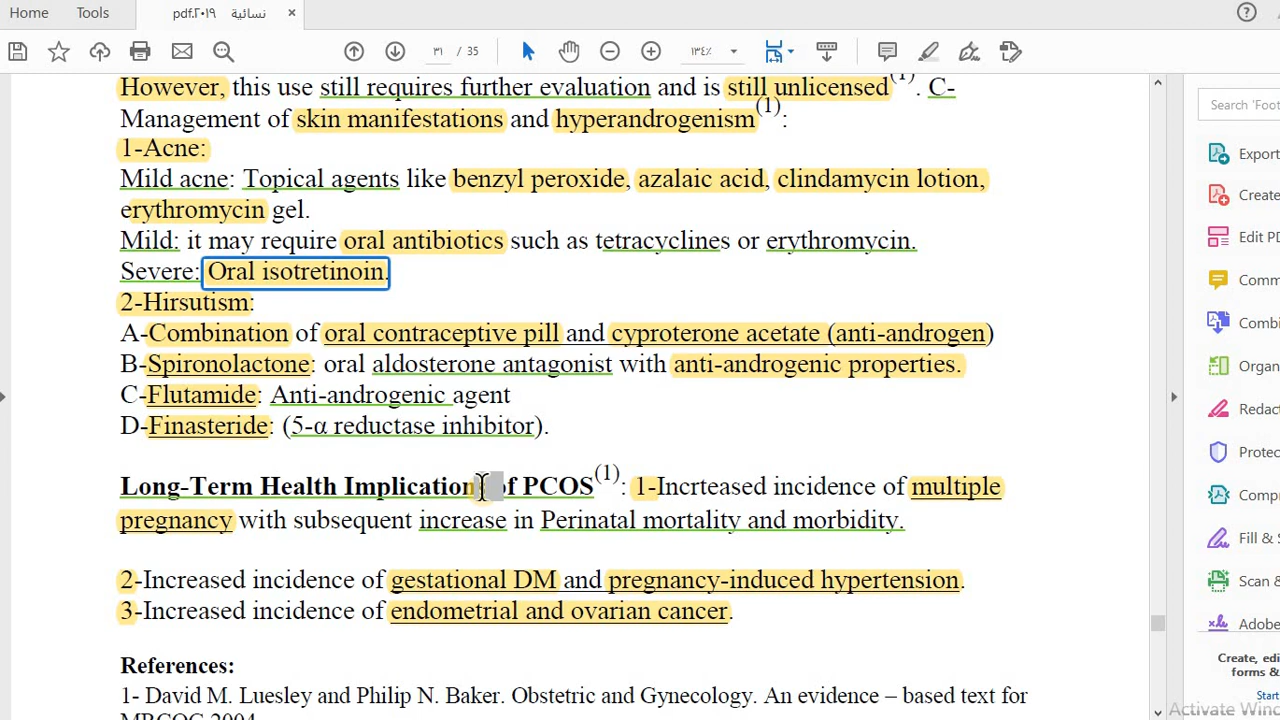 Home Tools نسائية ٢٠١٩.pdf ×
٣١ / 35 ١٣٤٪
However, this use still requires further evaluation and is still unlicensed(1). C-
Management of skin manifestations and hyperandrogenism(1):
1-Acne:
Mild acne: Topical agents like benzyl peroxide, azalaic acid, clindamycin lotion,
erythromycin gel.
Mild: it may require oral antibiotics such as tetracyclines or erythromycin.
Severe: Oral isotretinoin.
2-Hirsutism:
A-Combination of oral contraceptive pill and cyproterone acetate (anti-androgen)
B-Spironolactone: oral aldosterone antagonist with anti-androgenic properties.
C-Flutamide: Anti-androgenic agent
D-Finasteride: (5-α reductase inhibitor).
Long-Term Health Implications of PCOS(1): 1-Incrteased incidence of multiple
pregnancy with subsequent increase in Perinatal mortality and morbidity.
2-Increased incidence of gestational DM and pregnancy-induced hypertension.
3-Increased incidence of endometrial and ovarian cancer.
References:
1- David M. Luesley and Philip N. Baker. Obstetric and Gynecology. An evidence – based text for
MRCOG 2004
Search 'Foot
Export
Create
Edit PD
Comm
Combi
Organ
Redac
Protec
Comp
Fill & S
Scan &
Adobe
Create, edi
forms &
Start
Activate Wind